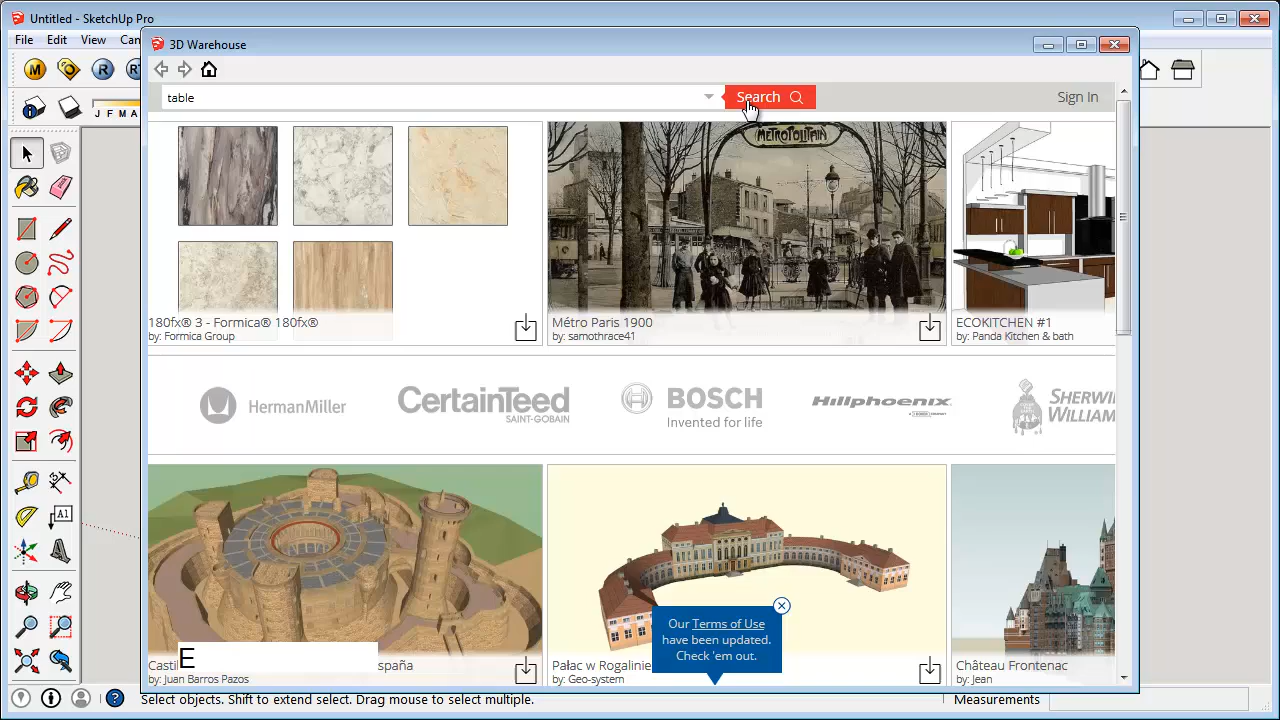 Untitled - SketchUp Pro
File Edit View
3D Warehouse
M R
J F M A
table
Search
Sign In
METROPOLITAIN
180fx® 3 - Formica® 180fx®
by: Formica Group
Métro Paris 1900
by: samothrace41
ECOKITCHEN #1
by: Panda Kitchen & bath
HermanMiller
CertainTeed
SAINT-GOBAIN
BOSCH
Invented for life
Hillphoenix
A1
Our Terms of Use
have been updated.
Check 'em out.
E
spaña
by: Juan Barros Pazos
Pałac w Rogalinie
by: Geo-system
Château Frontenac
by: Jean
Select objects. Shift to extend select. Drag mouse to select multiple.
Measurements